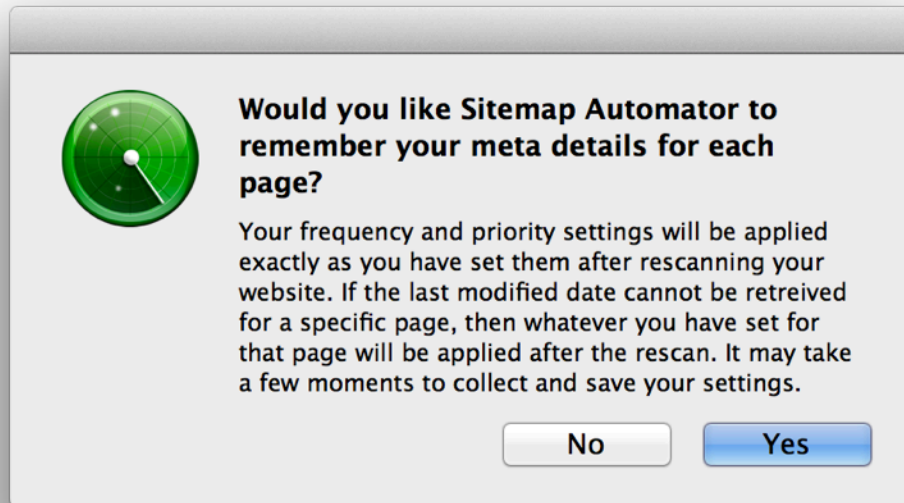 Would you like Sitemap Automator to
remember your meta details for each
page?
Your frequency and priority settings will be applied
exactly as you have set them after rescanning your
website. If the last modified date cannot be retreived
for a specific page, then whatever you have set for
that page will be applied after the rescan. It may take
a few moments to collect and save your settings.
No
Yes